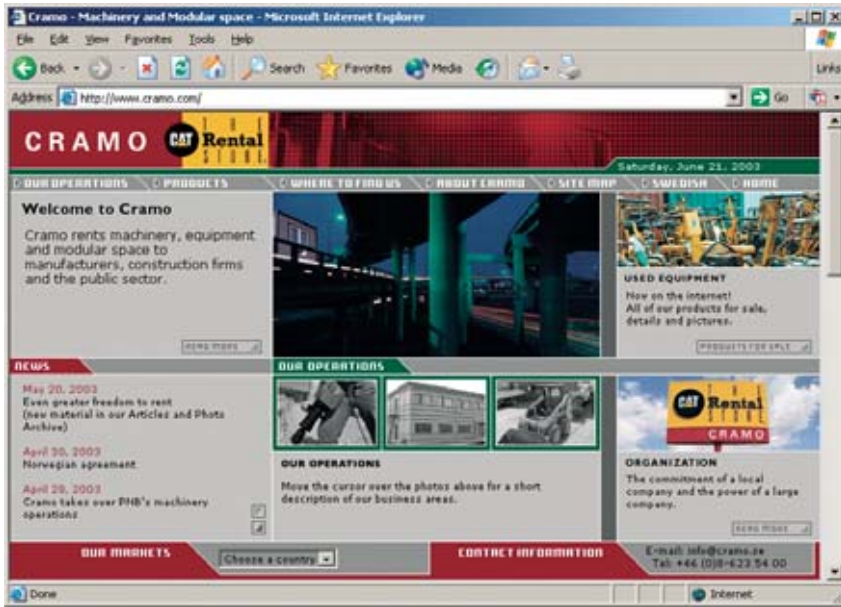 Cramo - Machinery and Modular space - Microsoft Internet Explorer
File Edit View Favorites Tools Help
Back Search Favorites Media Links
Address http://www.cramo.com/ Go
CRAMO CAT THE Rental STORE
Saturday, June 21, 2003
OUR OPERATIONS PRODUCTS WHERE TO FIND US ABOUT CRAMO SITE MAP SWEDISH HOME
Welcome to Cramo
Cramo rents machinery, equipment
and modular space to
manufacturers, construction firms
and the public sector.
READ MORE
USED EQUIPMENT
Now on the internet!
All of our products for sale,
details and pictures.
PRODUCTS FOR SALE
NEWS
May 20, 2003
Even greater freedom to rent
(new material in our Articles and Photo
Archive)
April 30, 2003
Norwegian agreement
April 28, 2003
Cramo takes over PNB's machinery
operations
OUR OPERATIONS
OUR OPERATIONS
Move the cursor over the photos above for a short
description of our business areas.
CAT THE Rental STORE
CRAMO
ORGANIZATION
The commitment of a local
company and the power of a large
company.
READ MORE
OUR MARKETS Choose a country
CONTACT INFORMATION
E-mail: info@cramo.se
Tel: +46 (0)8-623 54 00
Done Internet